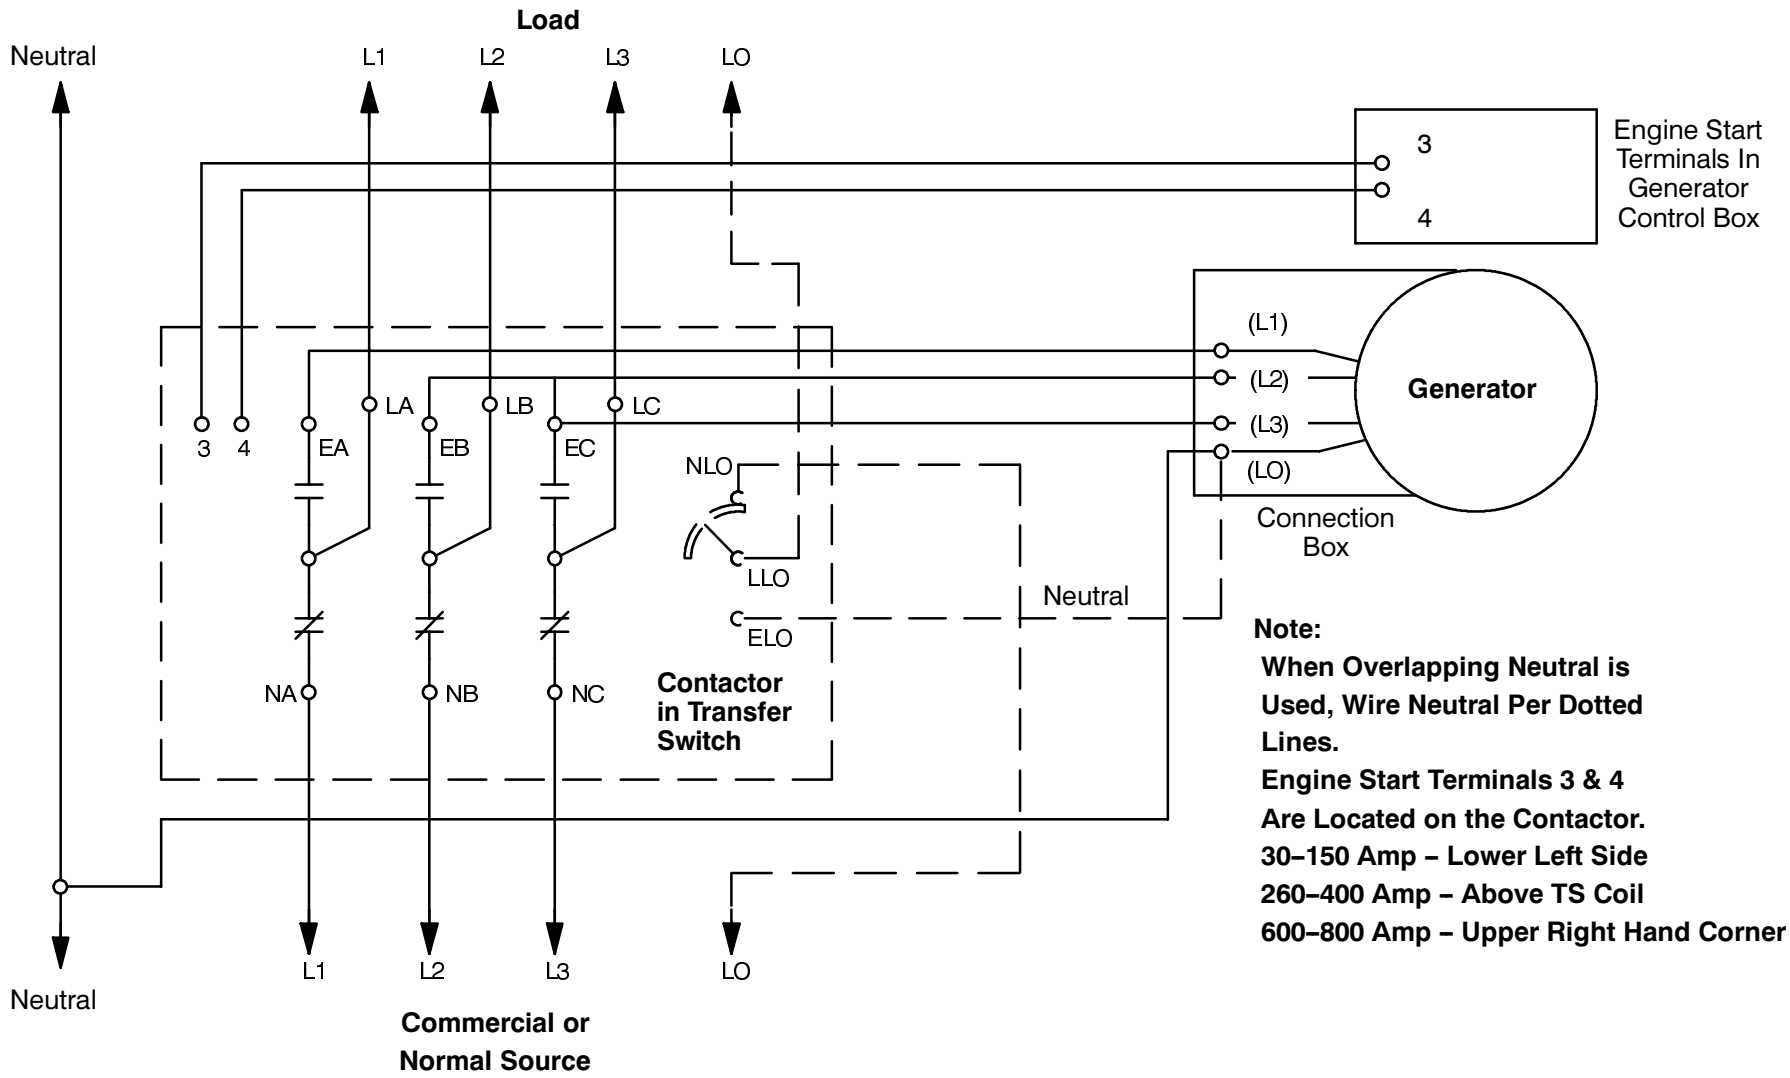 Load
Neutral
L1
L2
L3
LO
3
4
Engine Start
Terminals In
Generator
Control Box
(L1)
(L2)
(L3)
(LO)
Generator
Connection
Box
3
4
EA
LA
EB
LB
EC
LC
NLO
LLO
ELO
Neutral
NA
NB
NC
Contactor
in Transfer
Switch
Note:
When Overlapping Neutral is
Used, Wire Neutral Per Dotted
Lines.
Engine Start Terminals 3 & 4
Are Located on the Contactor.
30–150 Amp – Lower Left Side
260–400 Amp – Above TS Coil
600–800 Amp – Upper Right Hand Corner
Neutral
L1
L2
L3
LO
Commercial or
Normal Source